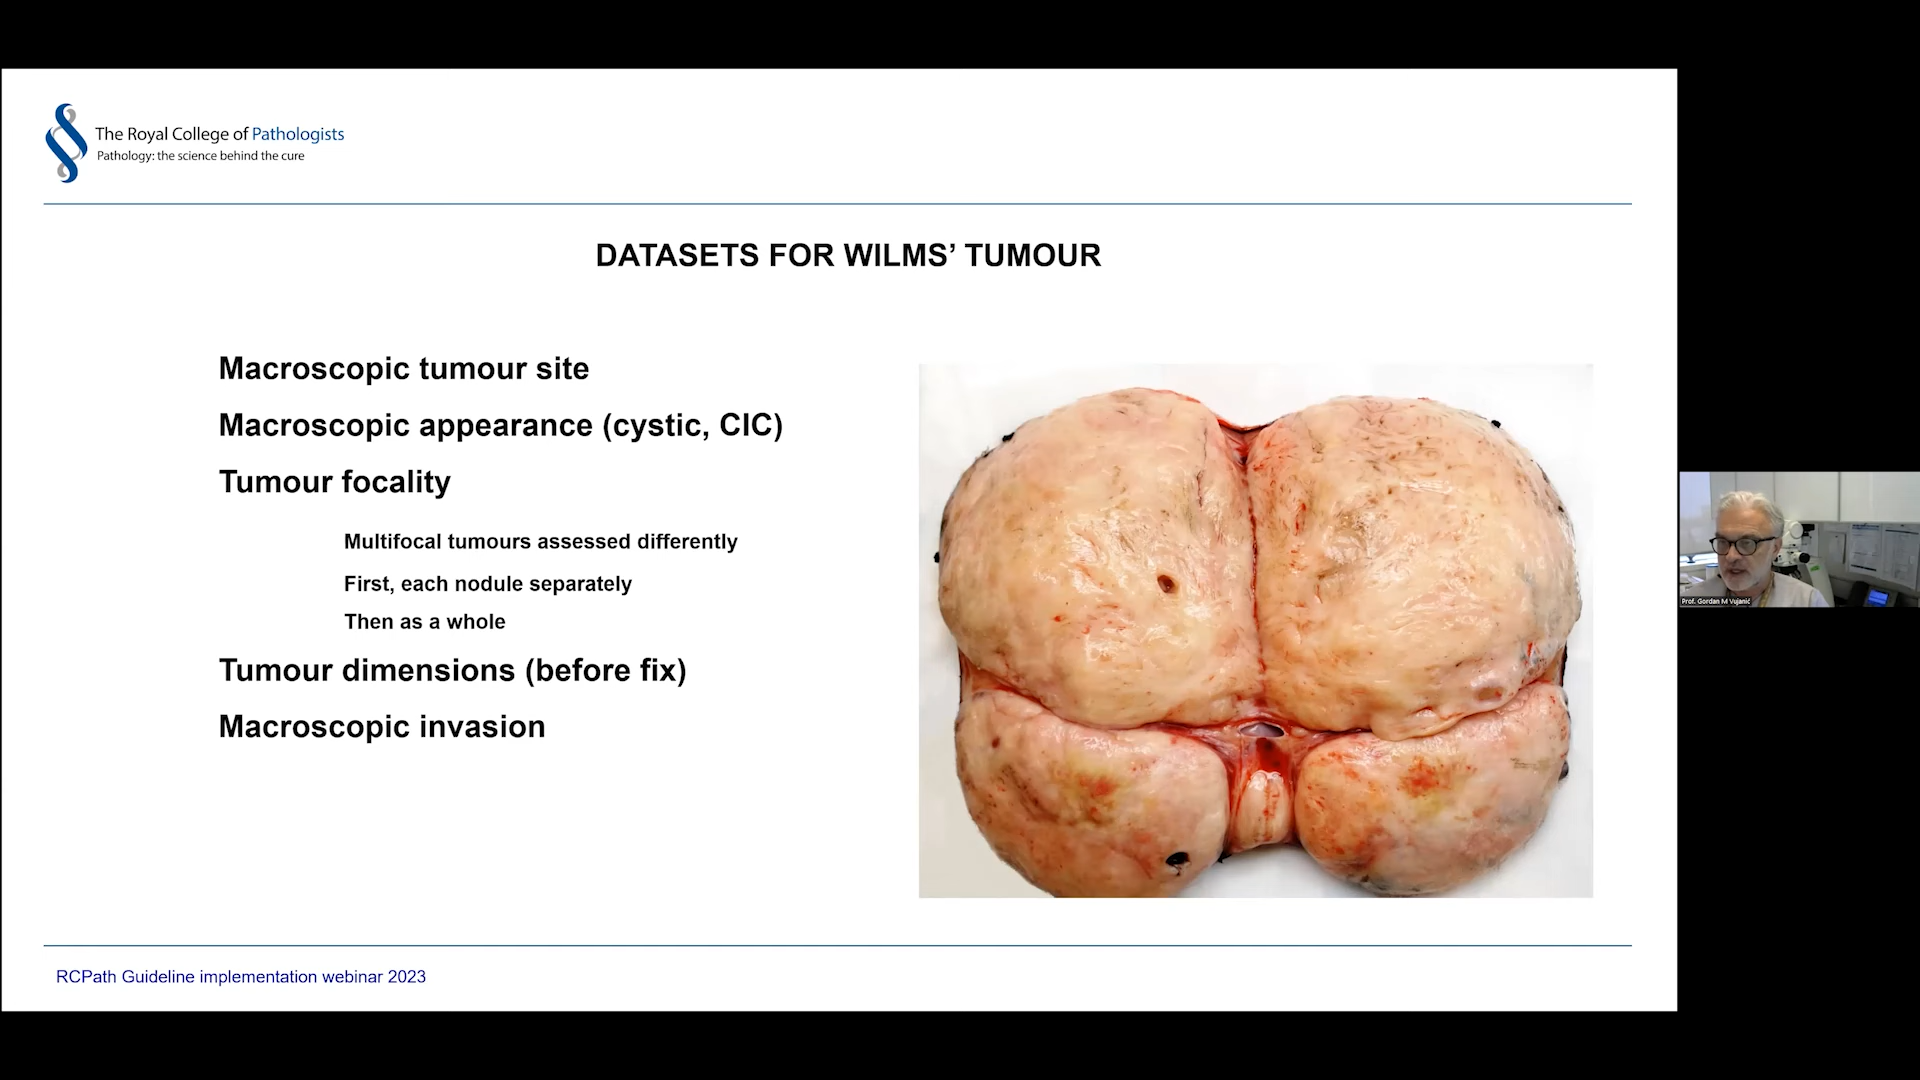 The Royal College of Pathologists
Pathology: the science behind the cure
DATASETS FOR WILMS’ TUMOUR
Macroscopic tumour site
Macroscopic appearance (cystic, CIC)
Tumour focality
Multifocal tumours assessed differently
First, each nodule separately
Then as a whole
Tumour dimensions (before fix)
Macroscopic invasion
Prof. Gordan M Vujanić
RCPath Guideline implementation webinar 2023